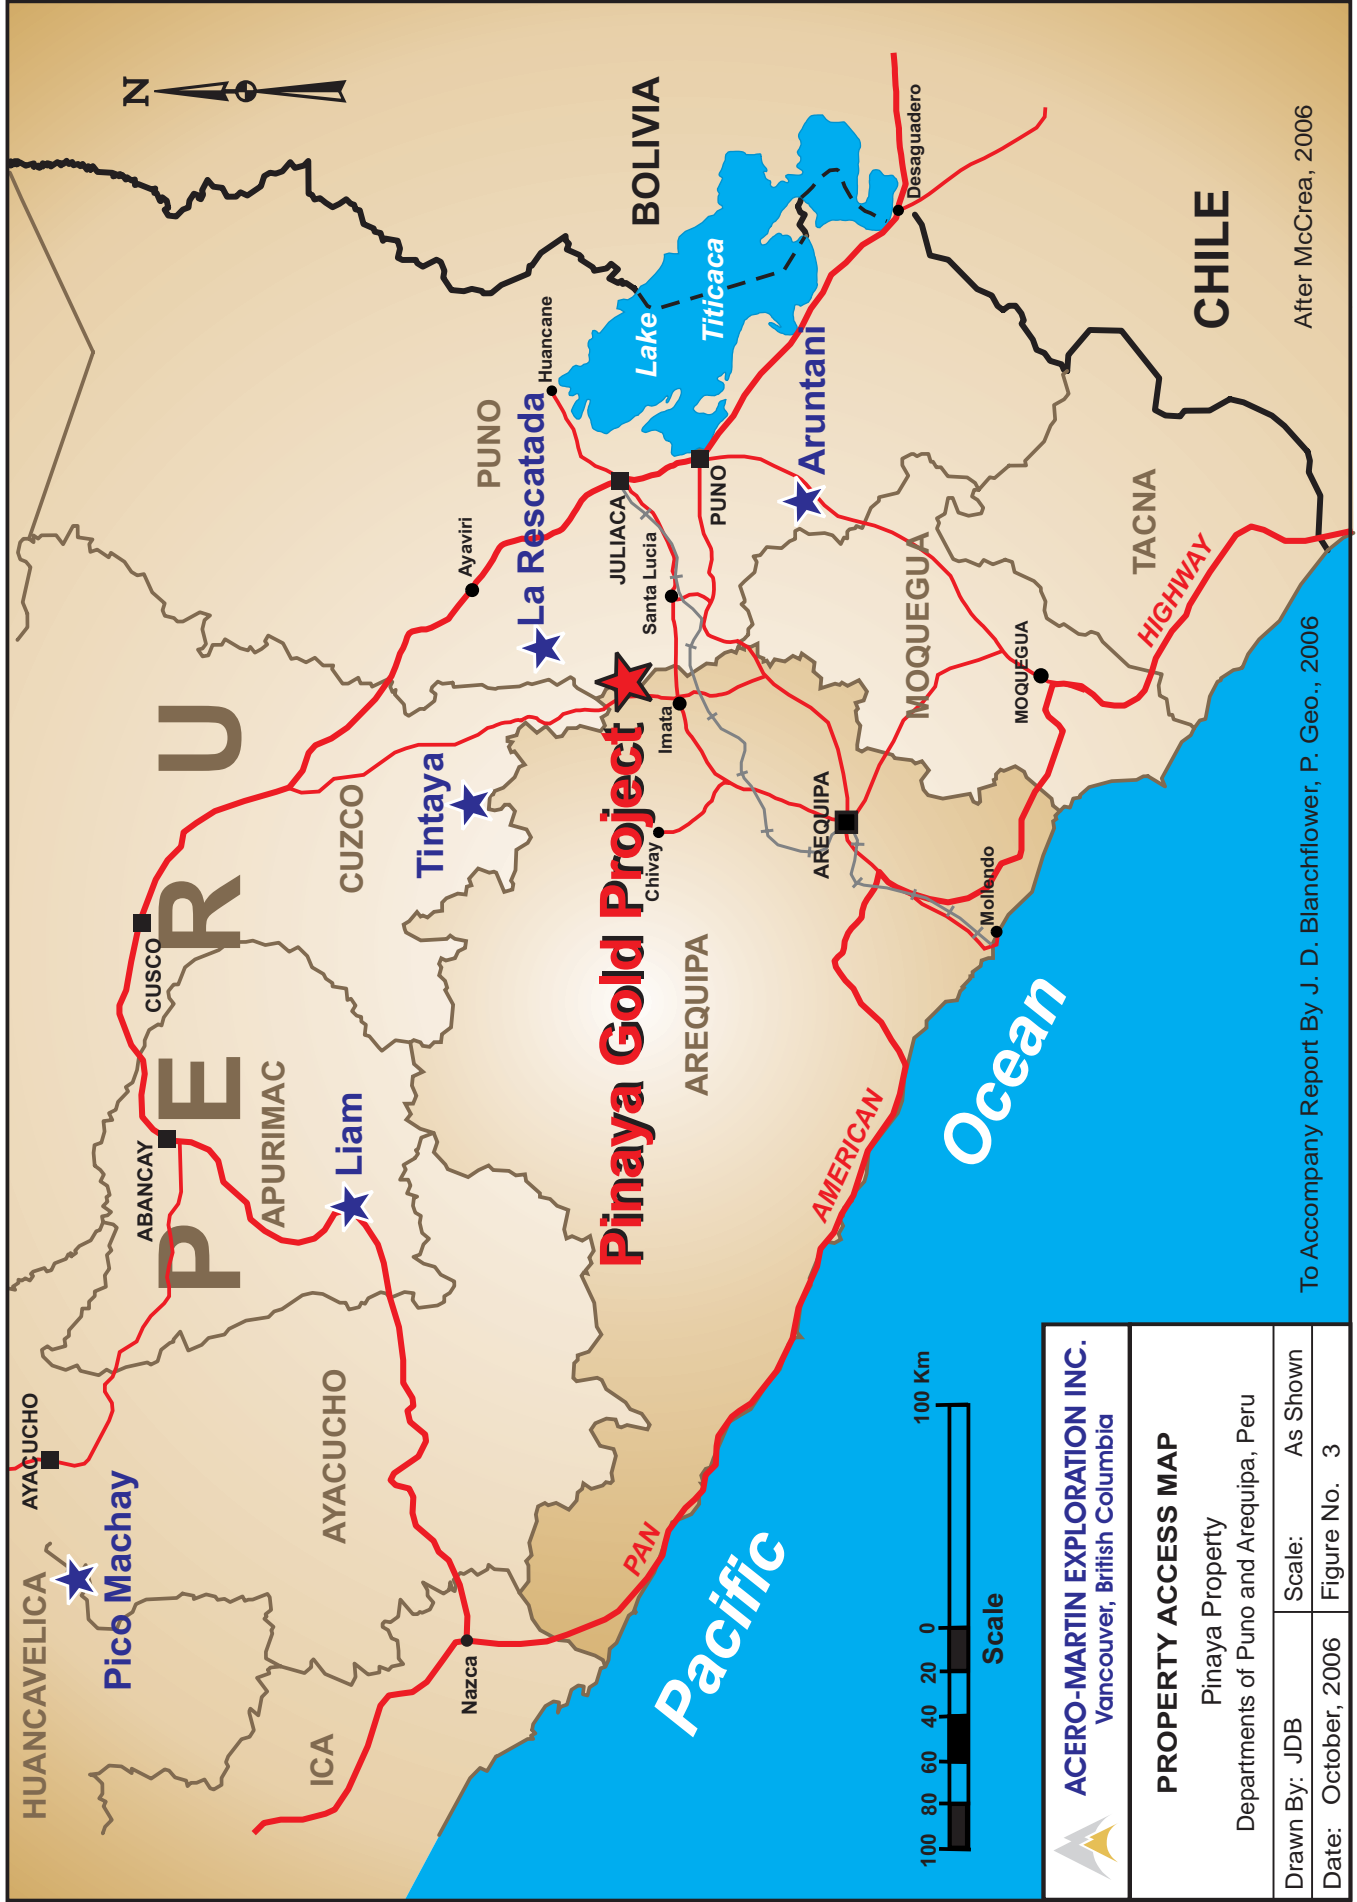 N
PERU
BOLIVIA
CHILE
HUANCAVELICA
AYACUCHO
Pico Machay
ICA
AYACUCHO
Nazca
ABANCAY
APURIMAC
Liam
CUSCO
CUZCO
Tintaya
Ayaviri
PUNO
La Rescatada
Huancane
JULIACA
Santa Lucia
PUNO
Lake
Titicaca
Desaguadero
Aruntani
Pinaya Gold Project
Imata
Chivay
AREQUIPA
AREQUIPA
MOQUEGUA
MOQUEGUA
TACNA
Mollendo
PAN
AMERICAN
HIGHWAY
Pacific
Ocean
100 80 60 40 20 0 100 Km
Scale
After McCrea, 2006
To Accompany Report By J. D. Blanchflower, P. Geo., 2006
ACERO-MARTIN EXPLORATION INC.
Vancouver, British Columbia
PROPERTY ACCESS MAP
Pinaya Property
Departments of Puno and Arequipa, Peru
Drawn By: JDB Scale: As Shown
Date: October, 2006 Figure No. 3